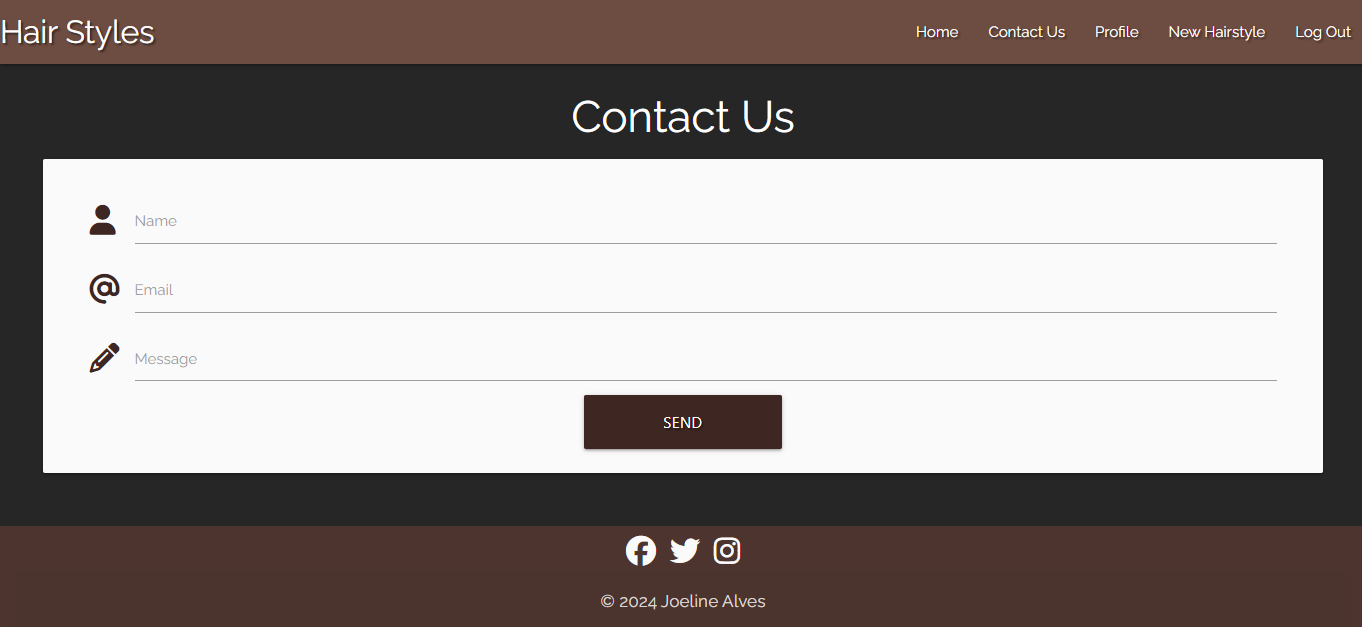 Hair Styles
Home Contact Us Profile New Hairstyle Log Out
Contact Us
Name
Email
Message
SEND
© 2024 Joeline Alves